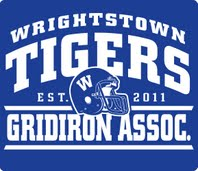 WRIGHTSTOWN
TIGERS
EST. 2011
W
GRIDIRON ASSOC.